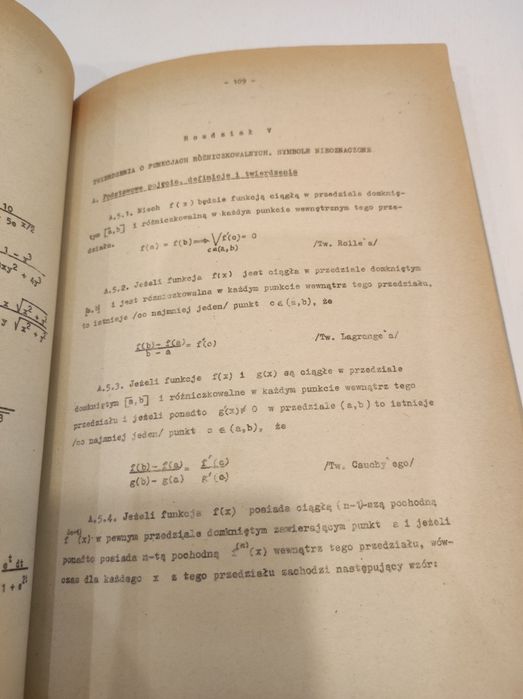 - 109 -
Rozdział V
TWIERDZENIA O FUNKCJACH RÓŻNICZKOWALNYCH. SYMBOLE NIEOZNACZONE
A. Podstawowe pojęcia, definicje i twierdzenia
A.5.1. Niech f(x) będzie funkcją ciągłą w przedziale domknię-
tym [a,b] i różniczkowalną w każdym punkcie wewnętrznym tego prze-
działu.
f(a) = f(b) ⟹ ⋁ f'(c) = 0 /Tw. Rolle`a/
c∈(a,b)
A.5.2. Jeżeli funkcja f(x) jest ciągła w przedziale domkniętym
[a,b] i jest różniczkowalna w każdym punkcie wewnątrz tego przedziału,
to istnieje /co najmniej jeden/ punkt c ∈ (a,b), że
f(b) - f(a) = f'(c) /Tw. Lagrange`a/
b - a
A.5.3. Jeżeli funkcje f(x) i g(x) są ciągłe w przedziale
domkniętym [a,b] i różniczkowalne w każdym punkcie wewnątrz tego
przedziału i jeżeli ponadto g'(x) ≠ 0 w przedziale (a,b) to istnieje
/co najmniej jeden/ punkt c ∈ (a,b), że
f(b) - f(a) = f'(c) /Tw. Cauchy`ego/
g(b) - g(a) g'(c)
A.5.4. Jeżeli funkcja f(x) posiada ciągłą (n-1)-szą pochodną
f(n-1)(x) w pewnym przedziale domkniętym zawierającym punkt a i jeżeli
ponadto posiada n-tą pochodną f(n)(x) wewnątrz tego przedziału, wów-
czas dla każdego x z tego przedziału zachodzi następujący wzór: